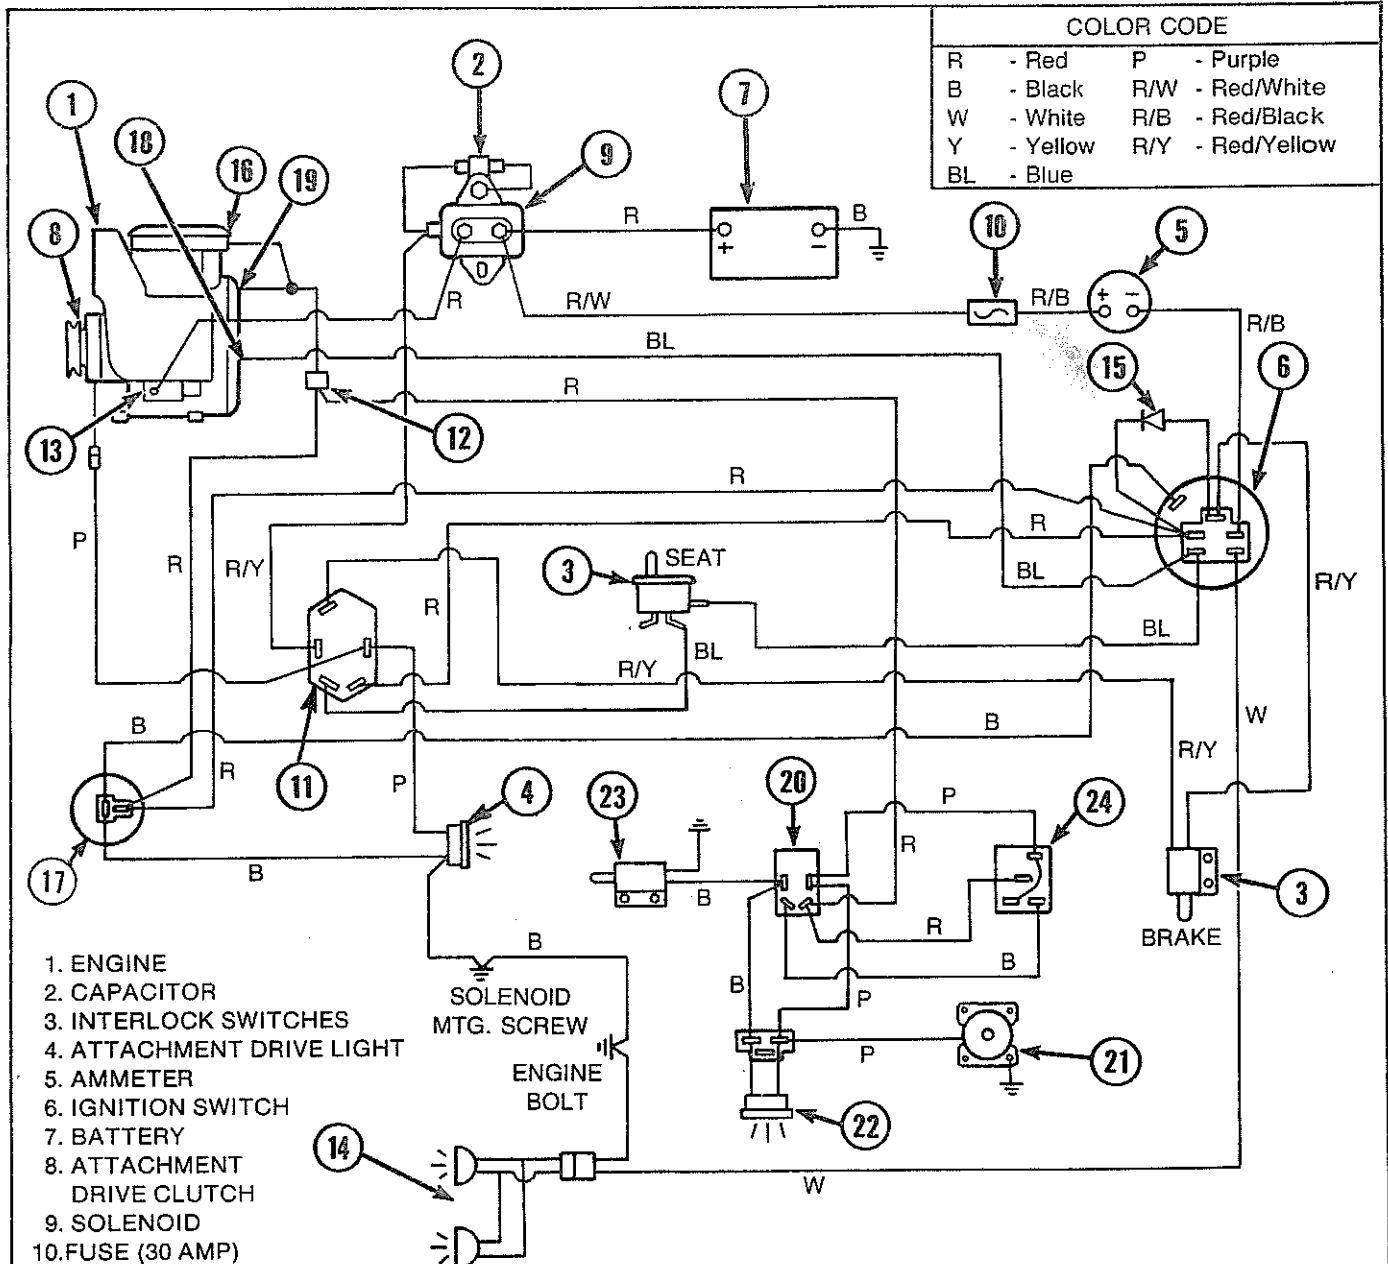 COLOR CODE
R - Red P - Purple
B - Black R/W - Red/White
W - White R/B - Red/Black
Y - Yellow R/Y - Red/Yellow
BL - Blue
1
2
7
18
16
19
9
8
10
5
R
B
+ −
R
R/W
R/B
+ −
R/B
BL
15
6
R
13
12
R
P
R
R/Y
R
3
SEAT
R
BL
R/Y
R/Y
BL
BL
B
R
11
P
B
R/Y
W
4
23
20
P
24
17
B
B
R
3
BRAKE
R
B
B
SOLENOID
MTG. SCREW
B
P
ENGINE
BOLT
P
21
22
14
W
1. ENGINE
2. CAPACITOR
3. INTERLOCK SWITCHES
4. ATTACHMENT DRIVE LIGHT
5. AMMETER
6. IGNITION SWITCH
7. BATTERY
8. ATTACHMENT
DRIVE CLUTCH
9. SOLENOID
10.FUSE (30 AMP)